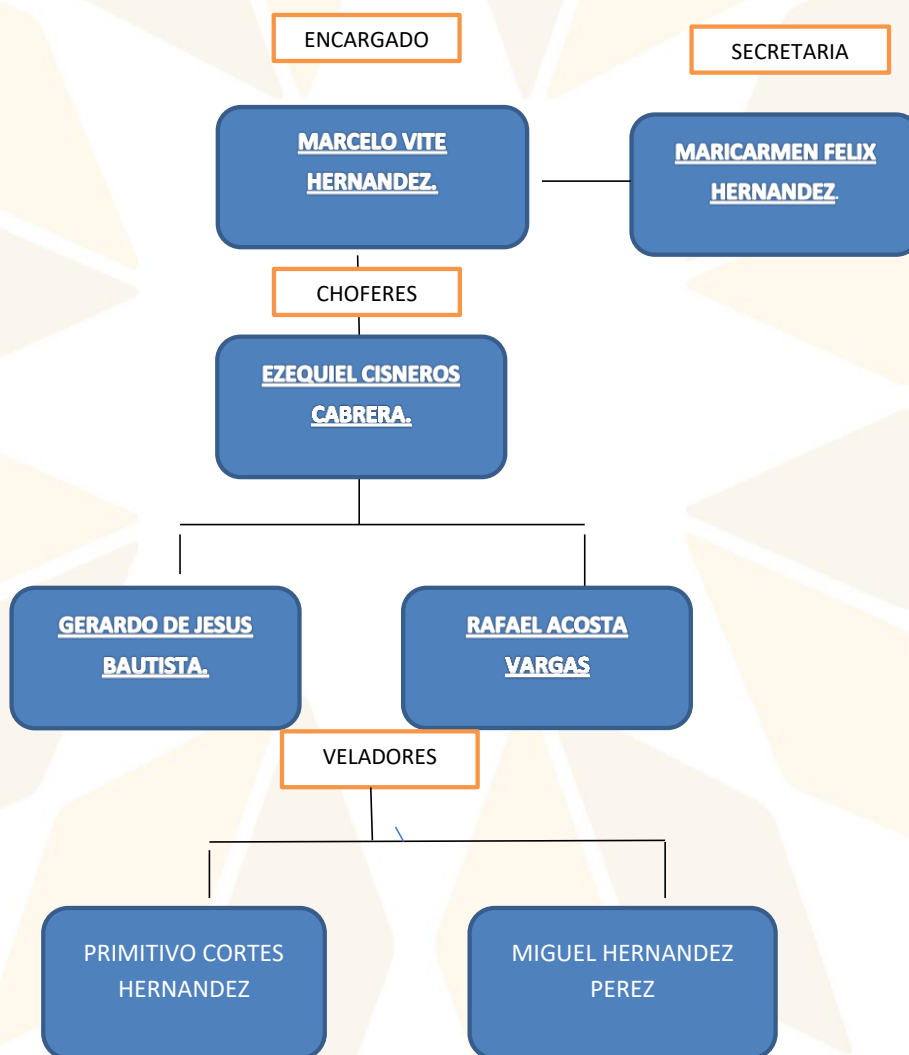 ENCARGADO
SECRETARIA
MARCELO VITE
HERNANDEZ.
MARICARMEN FELIX
HERNANDEZ.
CHOFERES
EZEQUIEL CISNEROS
CABRERA.
GERARDO DE JESUS
BAUTISTA.
RAFAEL ACOSTA
VARGAS
VELADORES
PRIMITIVO CORTES
HERNANDEZ
MIGUEL HERNANDEZ
PEREZ